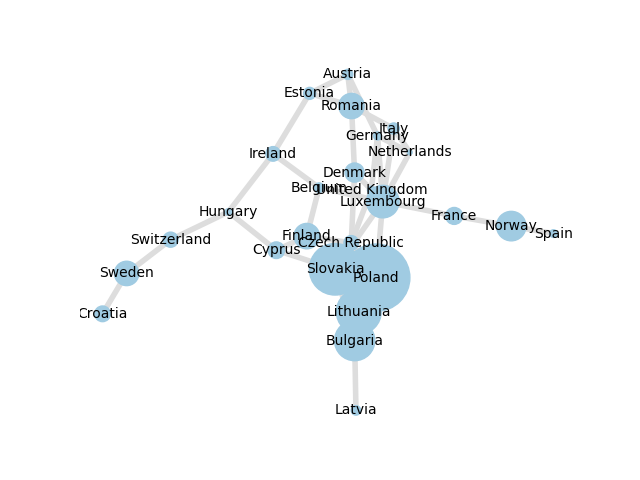 Austria
Estonia
Romania
Italy
Germany
Netherlands
Ireland
Denmark
Belgium
United Kingdom
Luxembourg
Hungary
France
Norway
Spain
Switzerland
Finland
Czech Republic
Cyprus
Slovakia
Sweden
Poland
Croatia
Lithuania
Bulgaria
Latvia